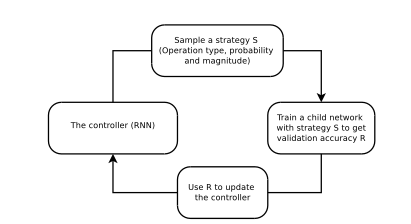 Sample a strategy S
(Operation type, probability
and magnitude)
The controller (RNN)
Train a child network
with strategy S to get
validation accuracy R
Use R to update
the controller